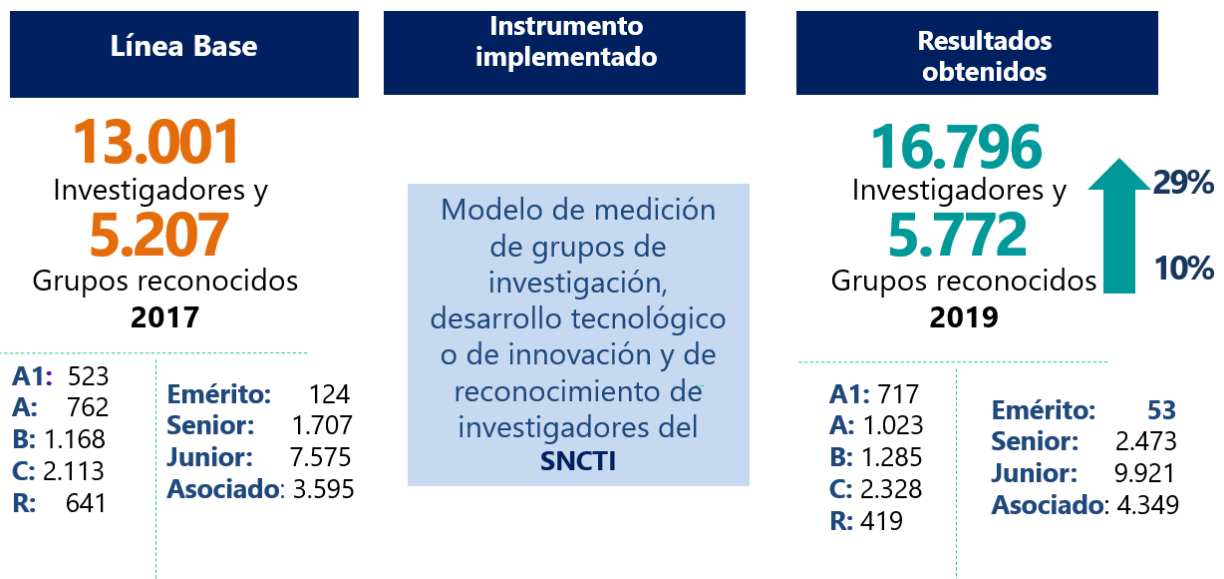 Línea Base
13.001
Investigadores y
5.207
Grupos reconocidos
2017
A1: 523
A: 762
B: 1.168
C: 2.113
R: 641
Emérito: 124
Senior: 1.707
Junior: 7.575
Asociado: 3.595
Instrumento
implementado
Modelo de medición
de grupos de
investigación,
desarrollo tecnológico
o de innovación y de
reconocimiento de
investigadores del
SNCTI
Resultados
obtenidos
16.796
Investigadores y
5.772
Grupos reconocidos
2019
29%
10%
A1: 717
A: 1.023
B: 1.285
C: 2.328
R: 419
Emérito: 53
Senior: 2.473
Junior: 9.921
Asociado: 4.349